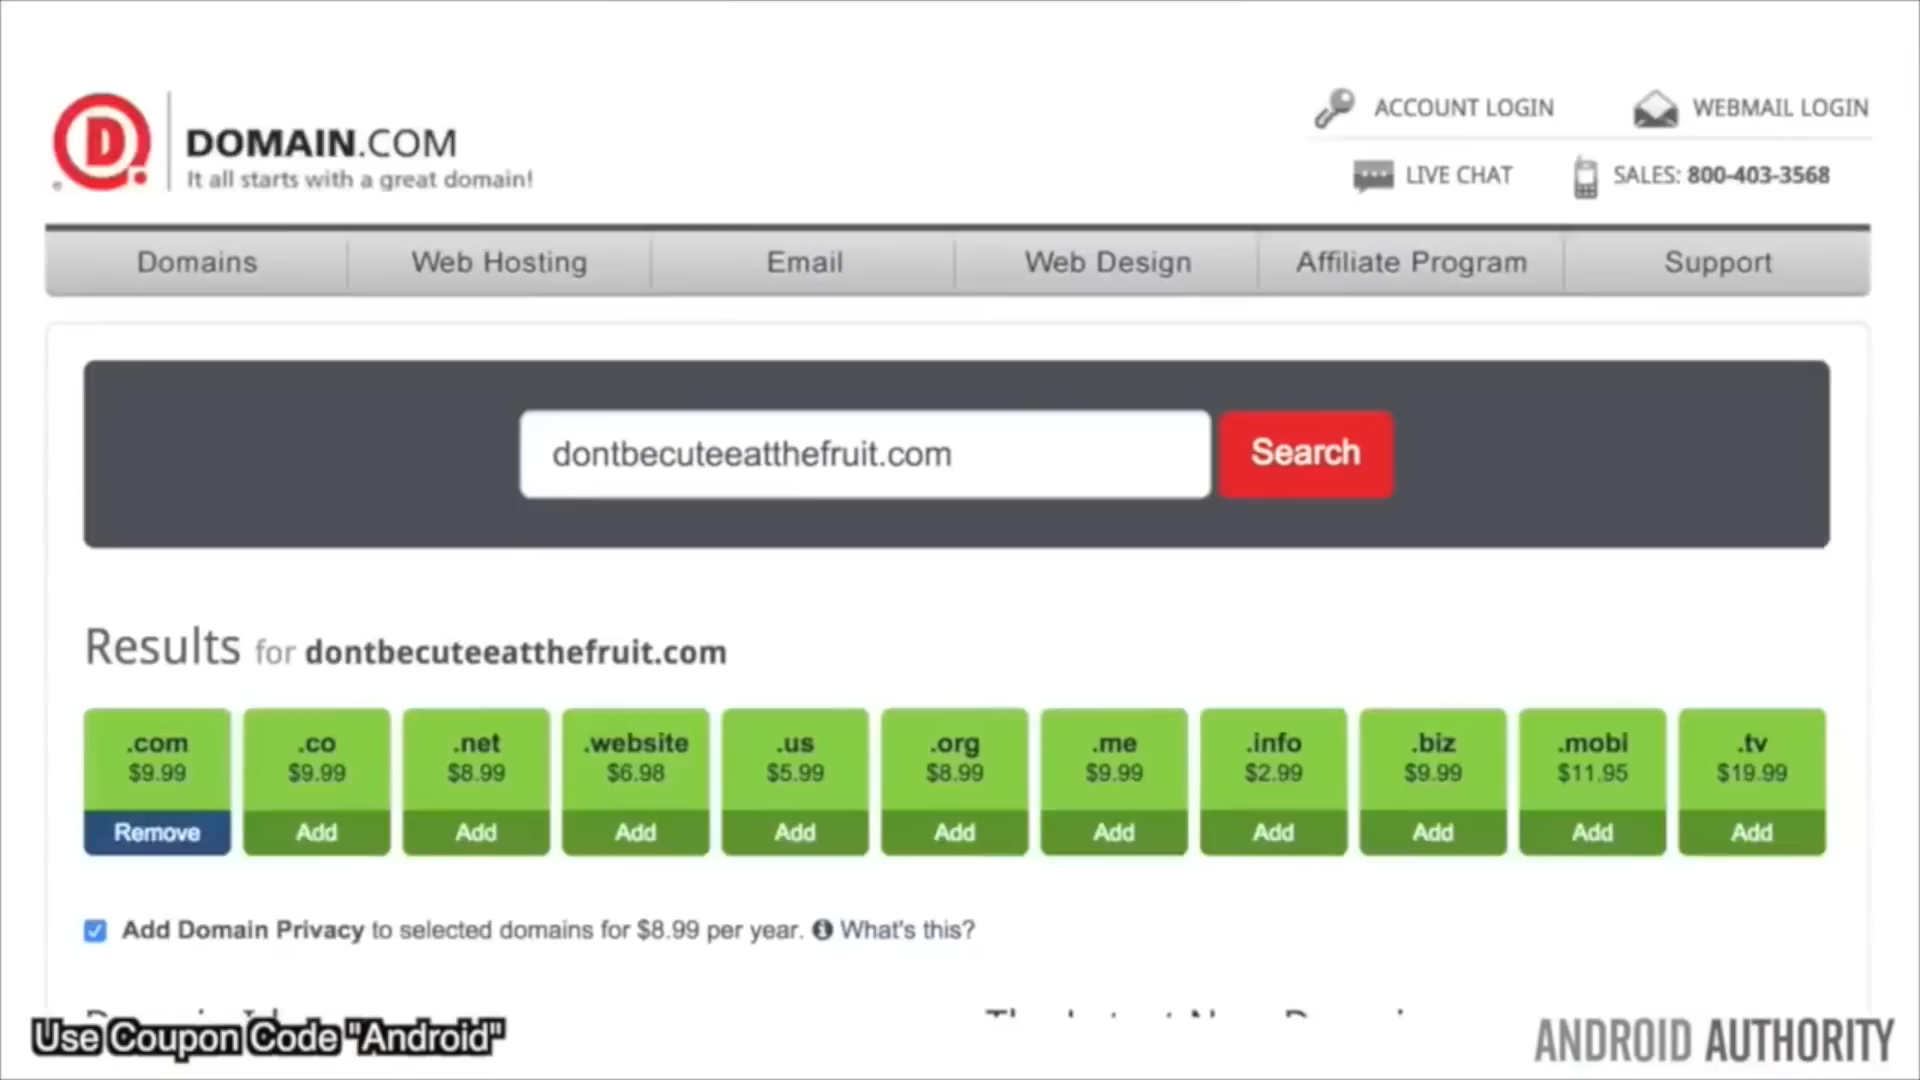 D
DOMAIN.COM
It all starts with a great domain!
ACCOUNT LOGIN
WEBMAIL LOGIN
LIVE CHAT
SALES: 800-403-3568
Domains
Web Hosting
Email
Web Design
Affiliate Program
Support
dontbecuteeatthefruit.com
Search
Results for dontbecuteeatthefruit.com
.com
$9.99
Remove
.co
$9.99
Add
.net
$8.99
Add
.website
$6.98
Add
.us
$5.99
Add
.org
$8.99
Add
.me
$9.99
Add
.info
$2.99
Add
.biz
$9.99
Add
.mobi
$11.95
Add
.tv
$19.99
Add
Add Domain Privacy to selected domains for $8.99 per year. What's this?
Use Coupon Code "Android"
ANDROID AUTHORITY